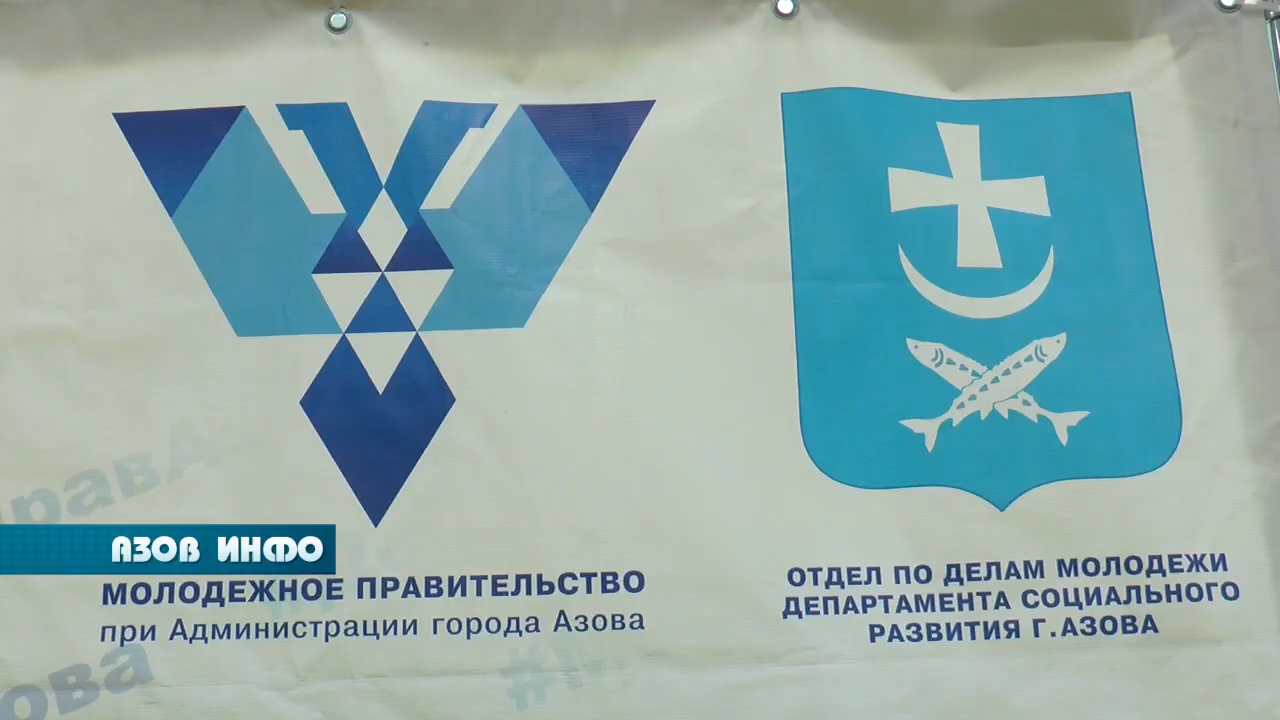 АЗОВ ИНФО
МОЛОДЕЖНОЕ ПРАВИТЕЛЬСТВО
при Администрации города Азова
ОТДЕЛ ПО ДЕЛАМ МОЛОДЕЖИ
ДЕПАРТАМЕНТА СОЦИАЛЬНОГО
РАЗВИТИЯ Г.АЗОВА